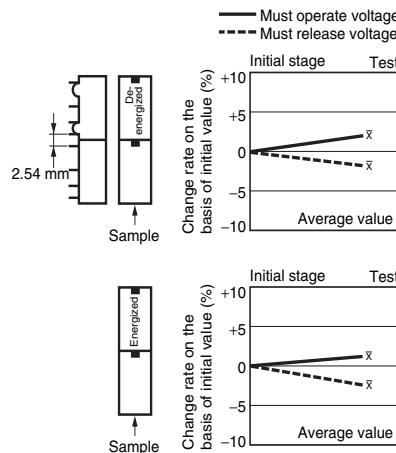 Must operate voltage
Must release voltage
De-
energized
2.54 mm
Sample
Change rate on the
basis of initial value (%)
Initial stage
Test
+10
+5
0
−5
−10
x̅
x̅
Average value
Energized
Sample
Change rate on the
basis of initial value (%)
Initial stage
Test
+10
+5
0
−5
−10
x̅
x̅
Average value